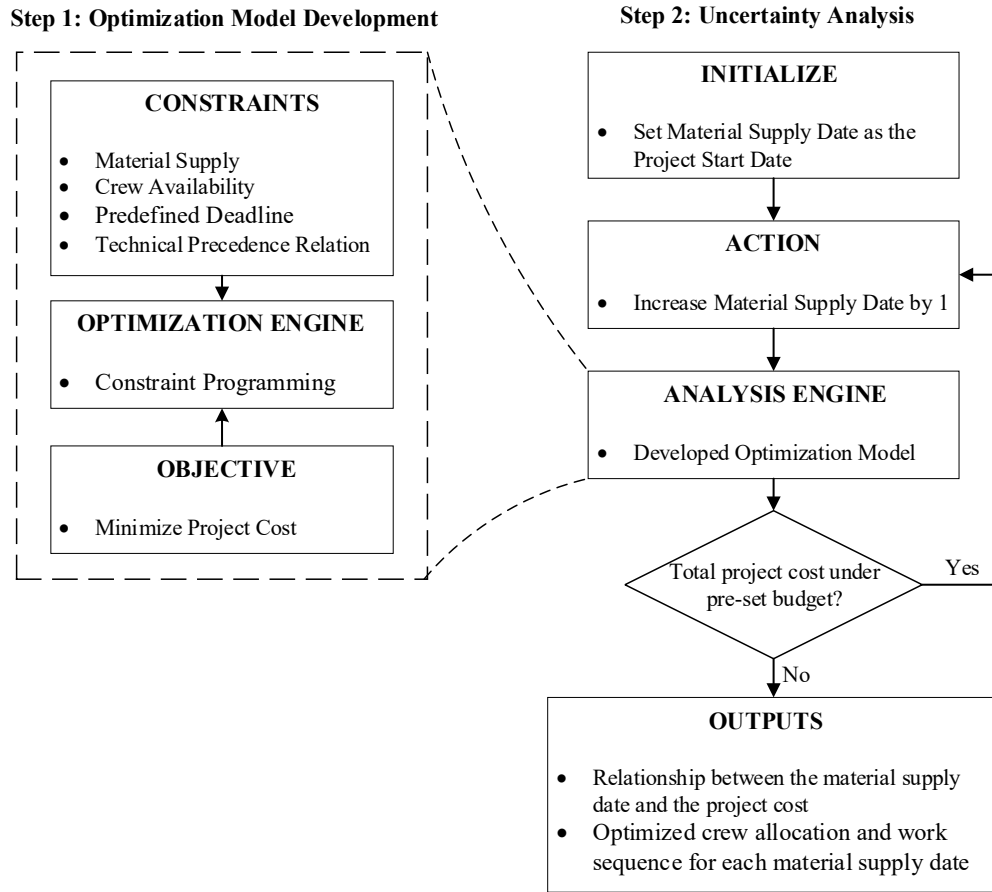 Step 1: Optimization Model Development
CONSTRAINTS
• Material Supply
• Crew Availability
• Predefined Deadline
• Technical Precedence Relation
OPTIMIZATION ENGINE
• Constraint Programming
OBJECTIVE
• Minimize Project Cost
Step 2: Uncertainty Analysis
INITIALIZE
• Set Material Supply Date as the
Project Start Date
ACTION
• Increase Material Supply Date by 1
ANALYSIS ENGINE
• Developed Optimization Model
Total project cost under
pre-set budget?
Yes
No
OUTPUTS
• Relationship between the material supply
date and the project cost
• Optimized crew allocation and work
sequence for each material supply date